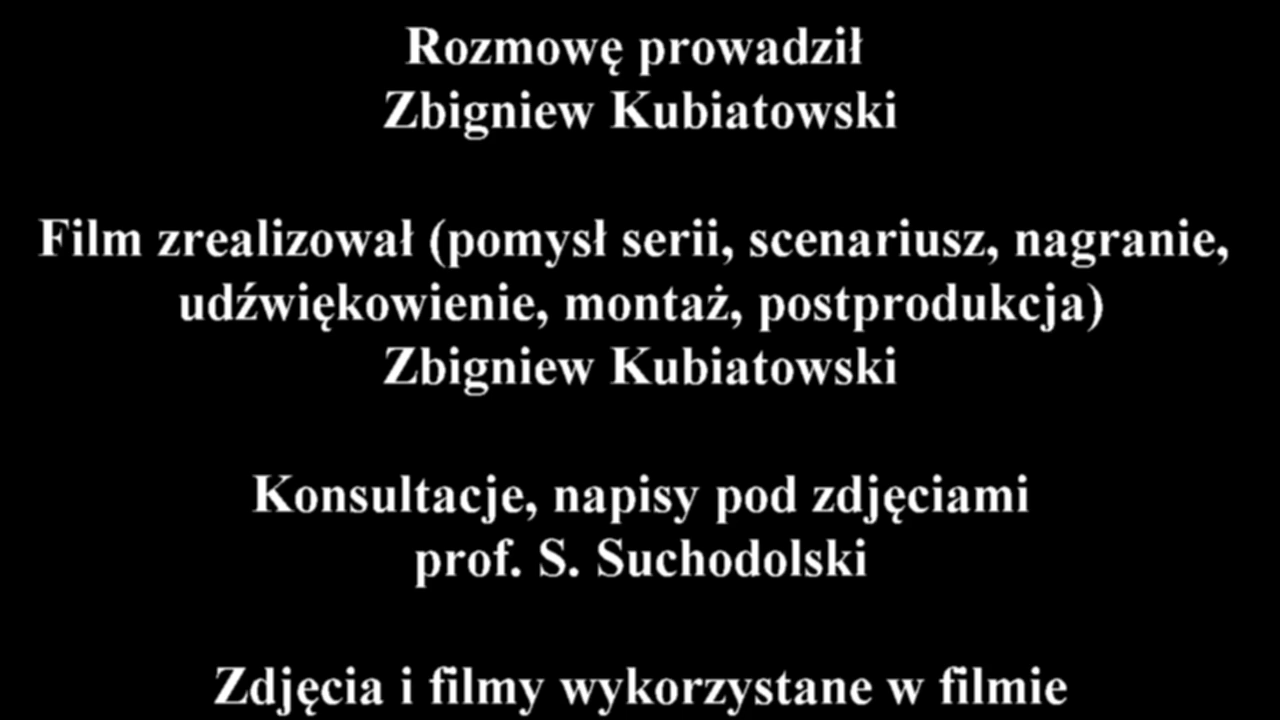 Rozmowę prowadził
Zbigniew Kubiatowski
Film zrealizował (pomysł serii, scenariusz, nagranie,
udźwiękowienie, montaż, postprodukcja)
Zbigniew Kubiatowski
Konsultacje, napisy pod zdjęciami
prof. S. Suchodolski
Zdjęcia i filmy wykorzystane w filmie